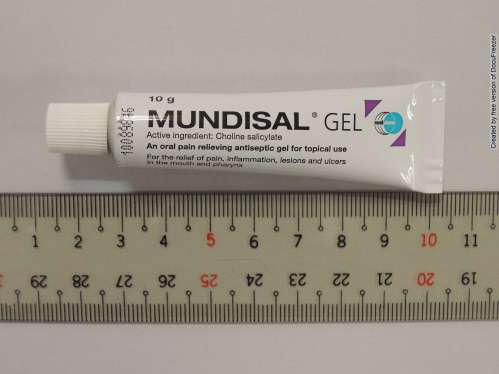 10 g
MUNDISAL® GEL
Active ingredient: Choline salicylate
An oral pain relieving antiseptic gel for topical use
For the relief of pain, inflammation, lesions and ulcers
in the mouth and pharynx
1 2 3 4 5 6 7 8 9 10 11
29 28 27 26 25 24 23 22 21 20 19
Created by free version of DocuFreezer